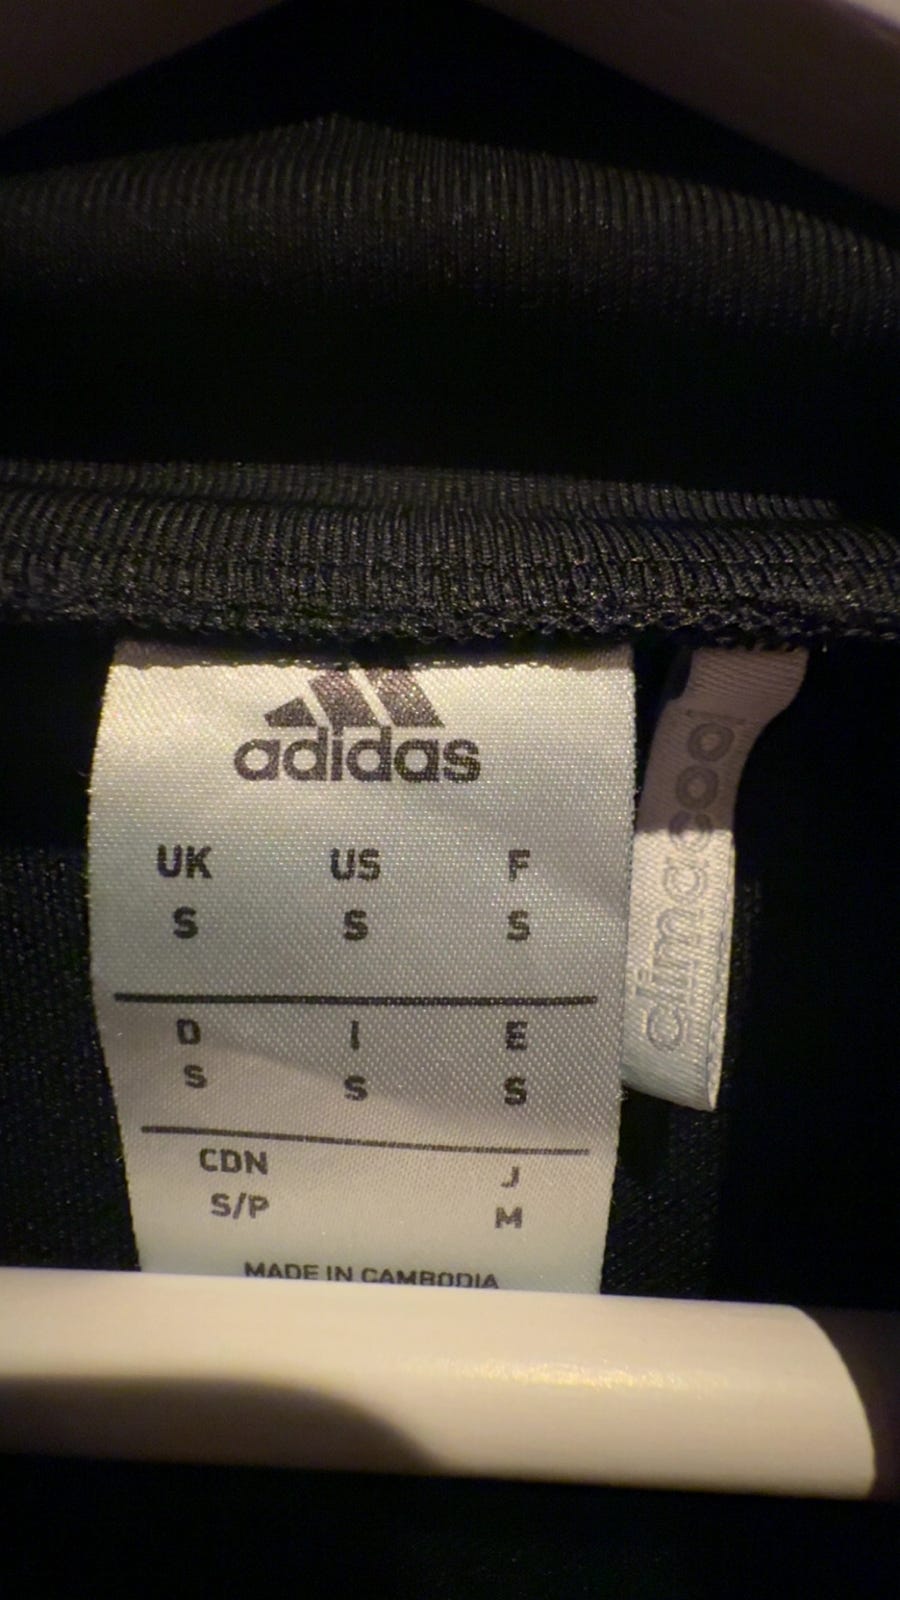 adidas
UK US F
S S S
D I E
S S S
CDN J
S/P M
MADE IN CAMBODIA
climacool